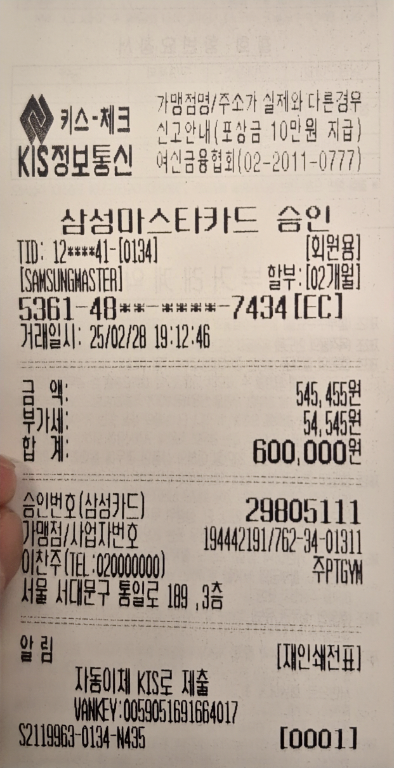 키스-체크
KIS정보통신
가맹점명/주소가 실제와 다른경우
신고안내(포상금 10만원 지급)
여신금융협회(02-2011-0777)
삼성마스타카드 승인
TID: 12****41-[0134] [회원용]
[SAMSUNGMASTER] 할부:[02개월]
5361-48**-****-7434[EC]
거래일시: 25/02/28 19:12:46
금 액: 545,455원
부가세: 54,545원
합 계: 600,000원
승인번호(삼성카드) 29805111
가맹점/사업자번호 194442191/762-34-01311
이찬주(TEL:020000000) 주PTGYM
서울 서대문구 통일로 189 ,3층
알 림 [재인쇄전표]
자동이체 KIS로 제출
VANKEY:0059051691664017
S2119963-0134-N435 [0001]